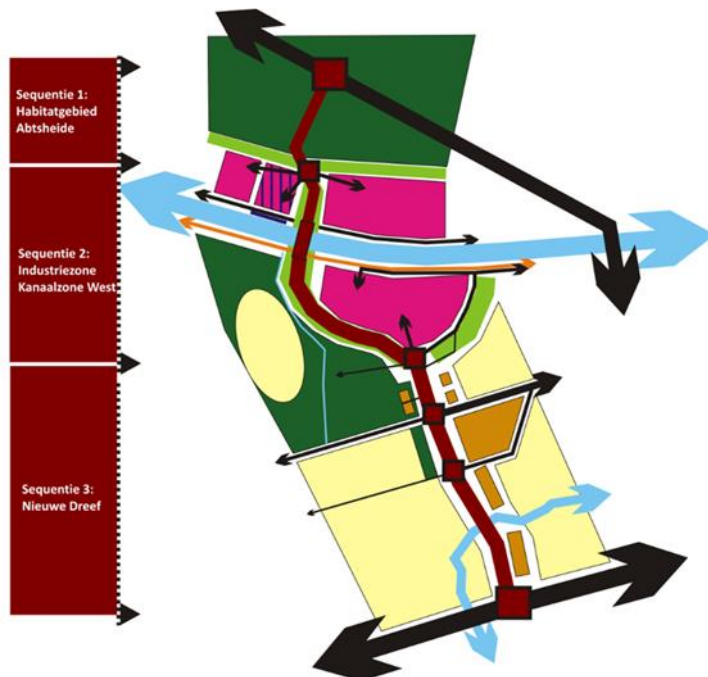 Sequentie 1:
Habitatgebied
Abtsheide
Sequentie 2:
Industriezone
Kanaalzone West
Sequentie 3:
Nieuwe Dreef